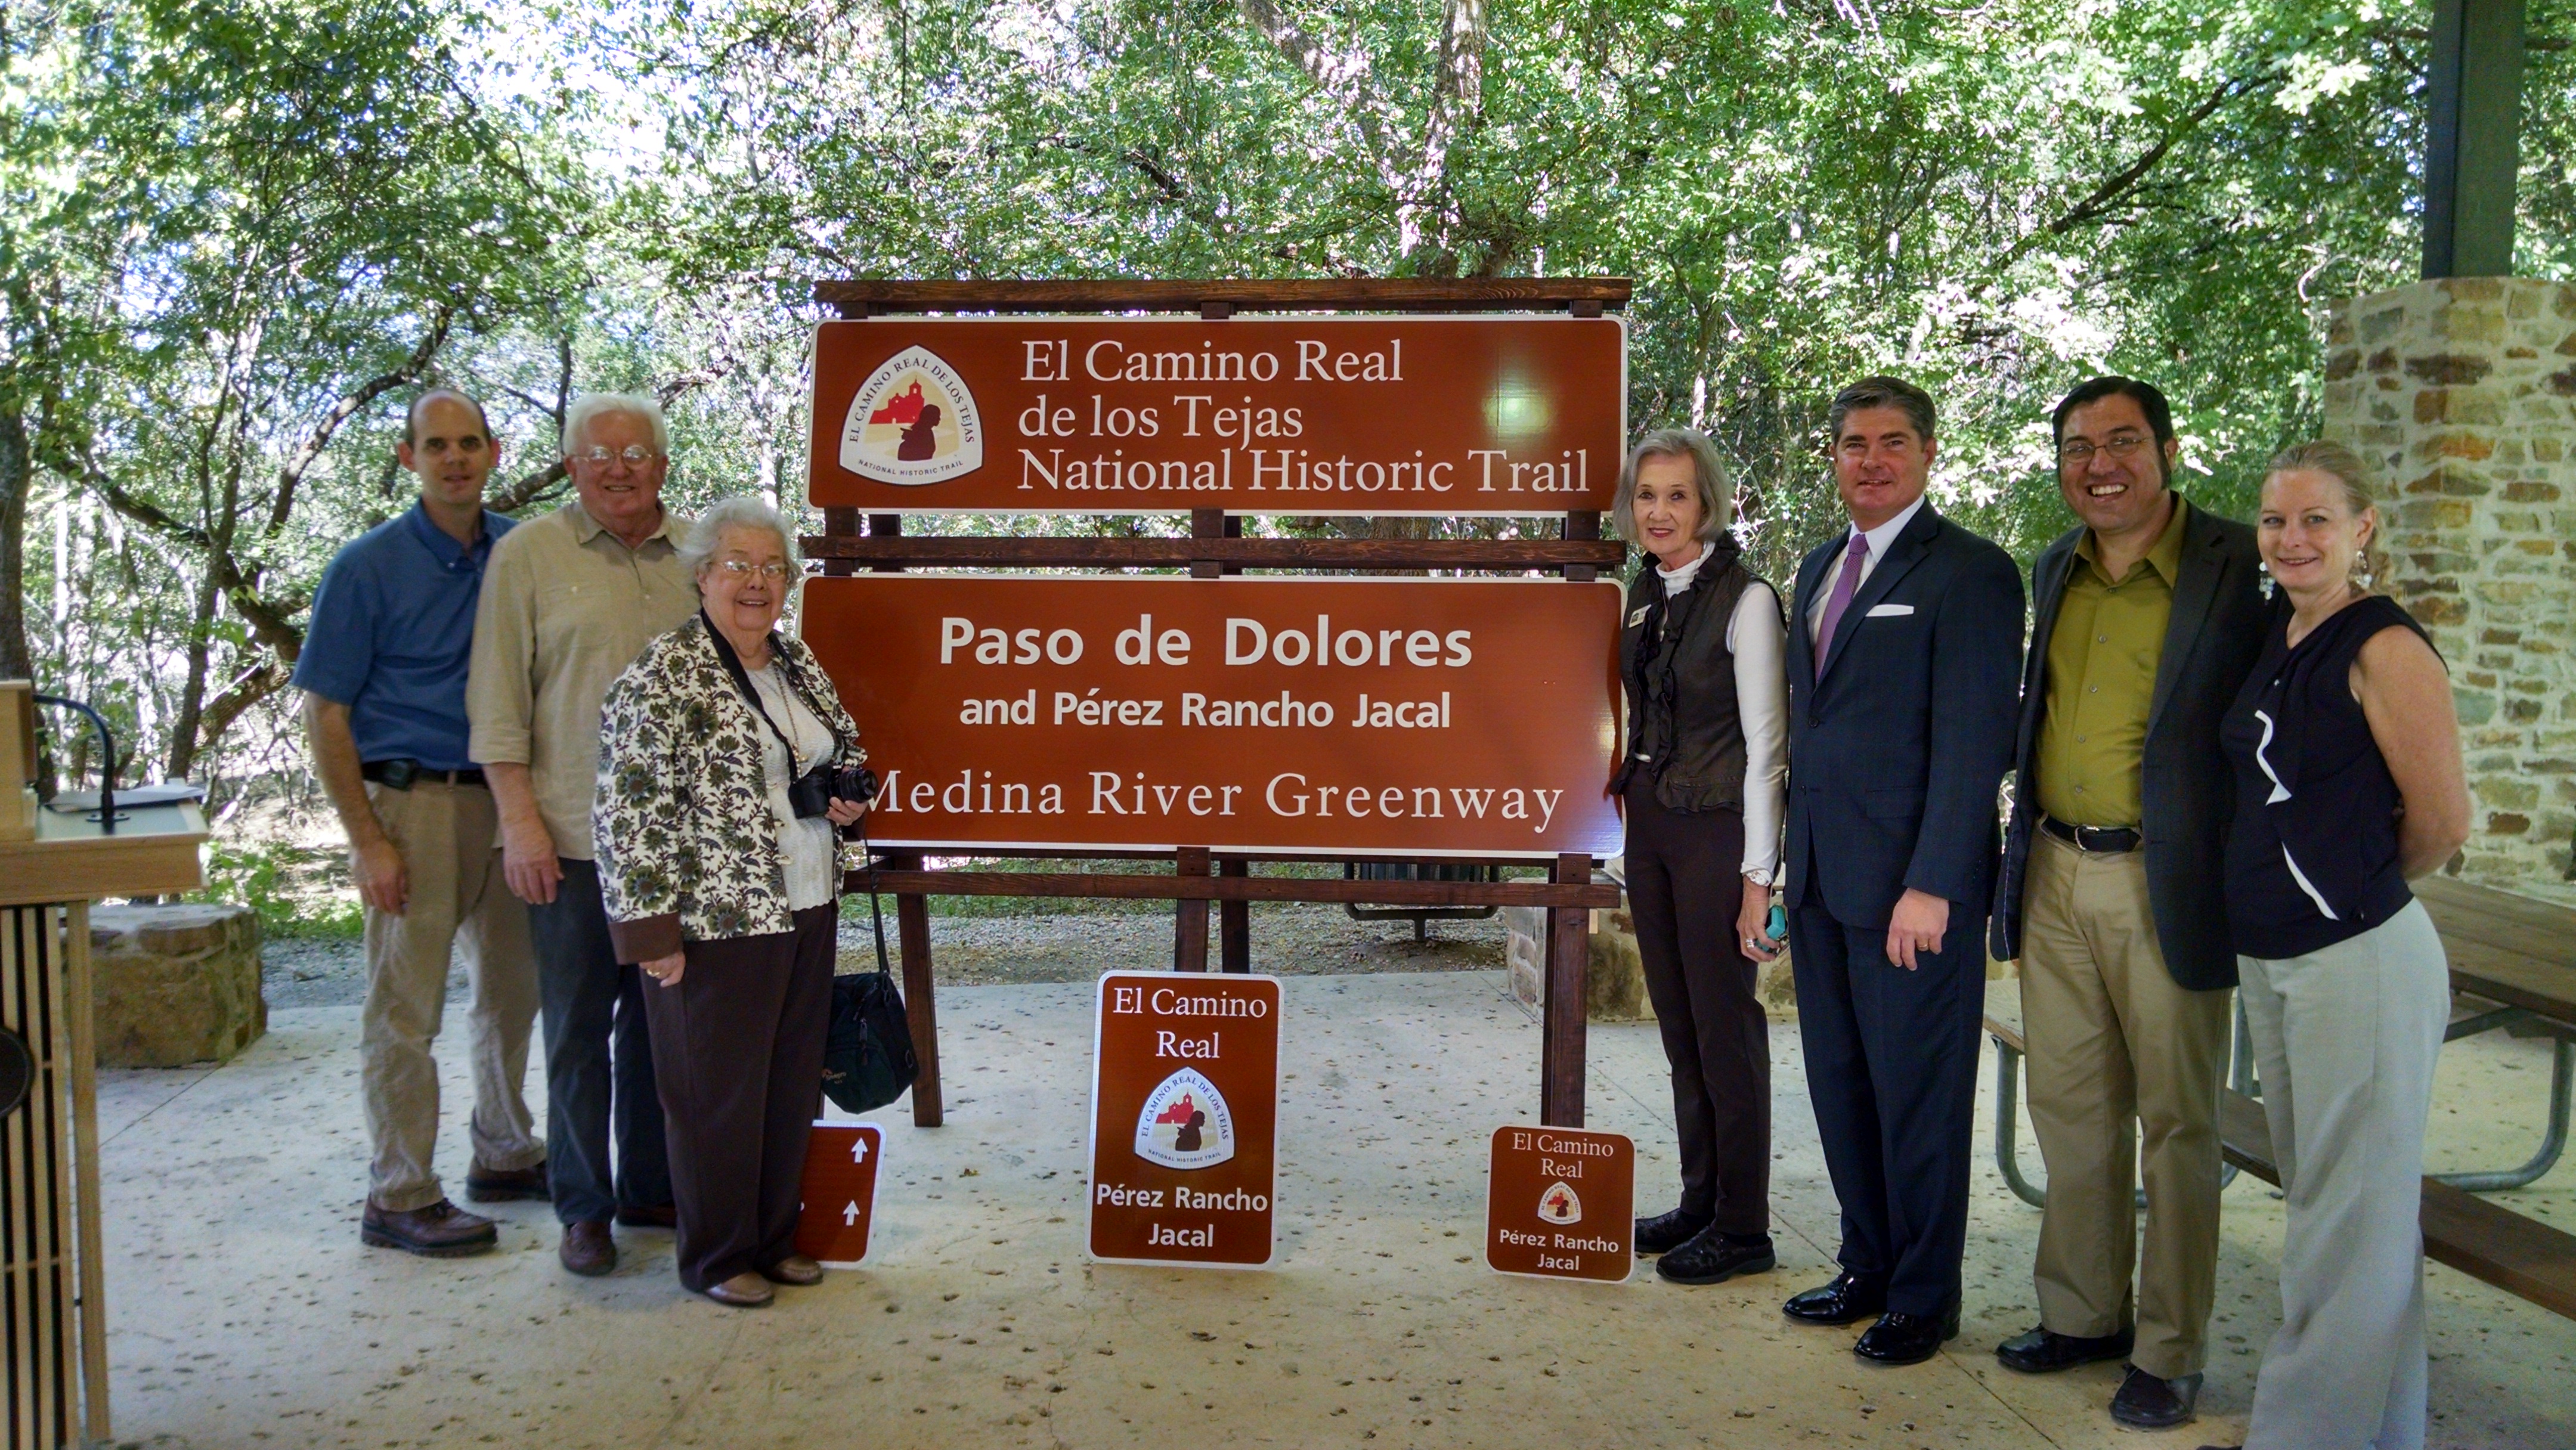 EL CAMINO REAL DE LOS TEJAS
NATIONAL HISTORIC TRAIL
El Camino Real
de los Tejas
National Historic Trail
Paso de Dolores
and Pérez Rancho Jacal
Medina River Greenway
El Camino
Real
EL CAMINO REAL DE LOS TEJAS
NATIONAL HISTORIC TRAIL
Pérez Rancho
Jacal
El Camino
Real
Pérez Rancho
Jacal